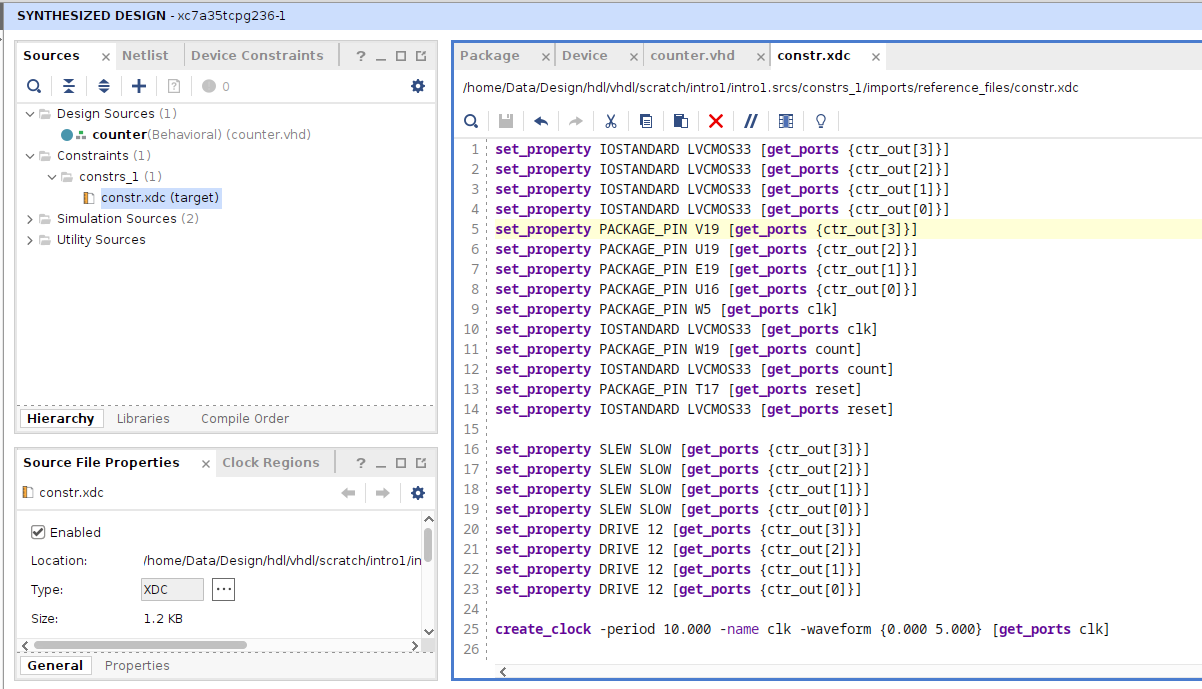 SYNTHESIZED DESIGN - xc7a35tcpg236-1
Sources × Netlist Device Constraints ?
0
Design Sources (1)
counter(Behavioral) (counter.vhd)
Constraints (1)
constrs_1 (1)
constr.xdc (target)
Simulation Sources (2)
Utility Sources
Hierarchy Libraries Compile Order
Source File Properties × Clock Regions ?
constr.xdc
Enabled
Location: /home/Data/Design/hdl/vhdl/scratch/intro1/in
Type: XDC ...
Size: 1.2 KB
General Properties
Package × Device × counter.vhd × constr.xdc ×
/home/Data/Design/hdl/vhdl/scratch/intro1/intro1.srcs/constrs_1/imports/reference_files/constr.xdc
1 set_property IOSTANDARD LVCMOS33 [get_ports {ctr_out[3]}]
2 set_property IOSTANDARD LVCMOS33 [get_ports {ctr_out[2]}]
3 set_property IOSTANDARD LVCMOS33 [get_ports {ctr_out[1]}]
4 set_property IOSTANDARD LVCMOS33 [get_ports {ctr_out[0]}]
5 set_property PACKAGE_PIN V19 [get_ports {ctr_out[3]}]
6 set_property PACKAGE_PIN U19 [get_ports {ctr_out[2]}]
7 set_property PACKAGE_PIN E19 [get_ports {ctr_out[1]}]
8 set_property PACKAGE_PIN U16 [get_ports {ctr_out[0]}]
9 set_property PACKAGE_PIN W5 [get_ports clk]
10 set_property IOSTANDARD LVCMOS33 [get_ports clk]
11 set_property PACKAGE_PIN W19 [get_ports count]
12 set_property IOSTANDARD LVCMOS33 [get_ports count]
13 set_property PACKAGE_PIN T17 [get_ports reset]
14 set_property IOSTANDARD LVCMOS33 [get_ports reset]
15
16 set_property SLEW SLOW [get_ports {ctr_out[3]}]
17 set_property SLEW SLOW [get_ports {ctr_out[2]}]
18 set_property SLEW SLOW [get_ports {ctr_out[1]}]
19 set_property SLEW SLOW [get_ports {ctr_out[0]}]
20 set_property DRIVE 12 [get_ports {ctr_out[3]}]
21 set_property DRIVE 12 [get_ports {ctr_out[2]}]
22 set_property DRIVE 12 [get_ports {ctr_out[1]}]
23 set_property DRIVE 12 [get_ports {ctr_out[0]}]
24
25 create_clock -period 10.000 -name clk -waveform {0.000 5.000} [get_ports clk]
26